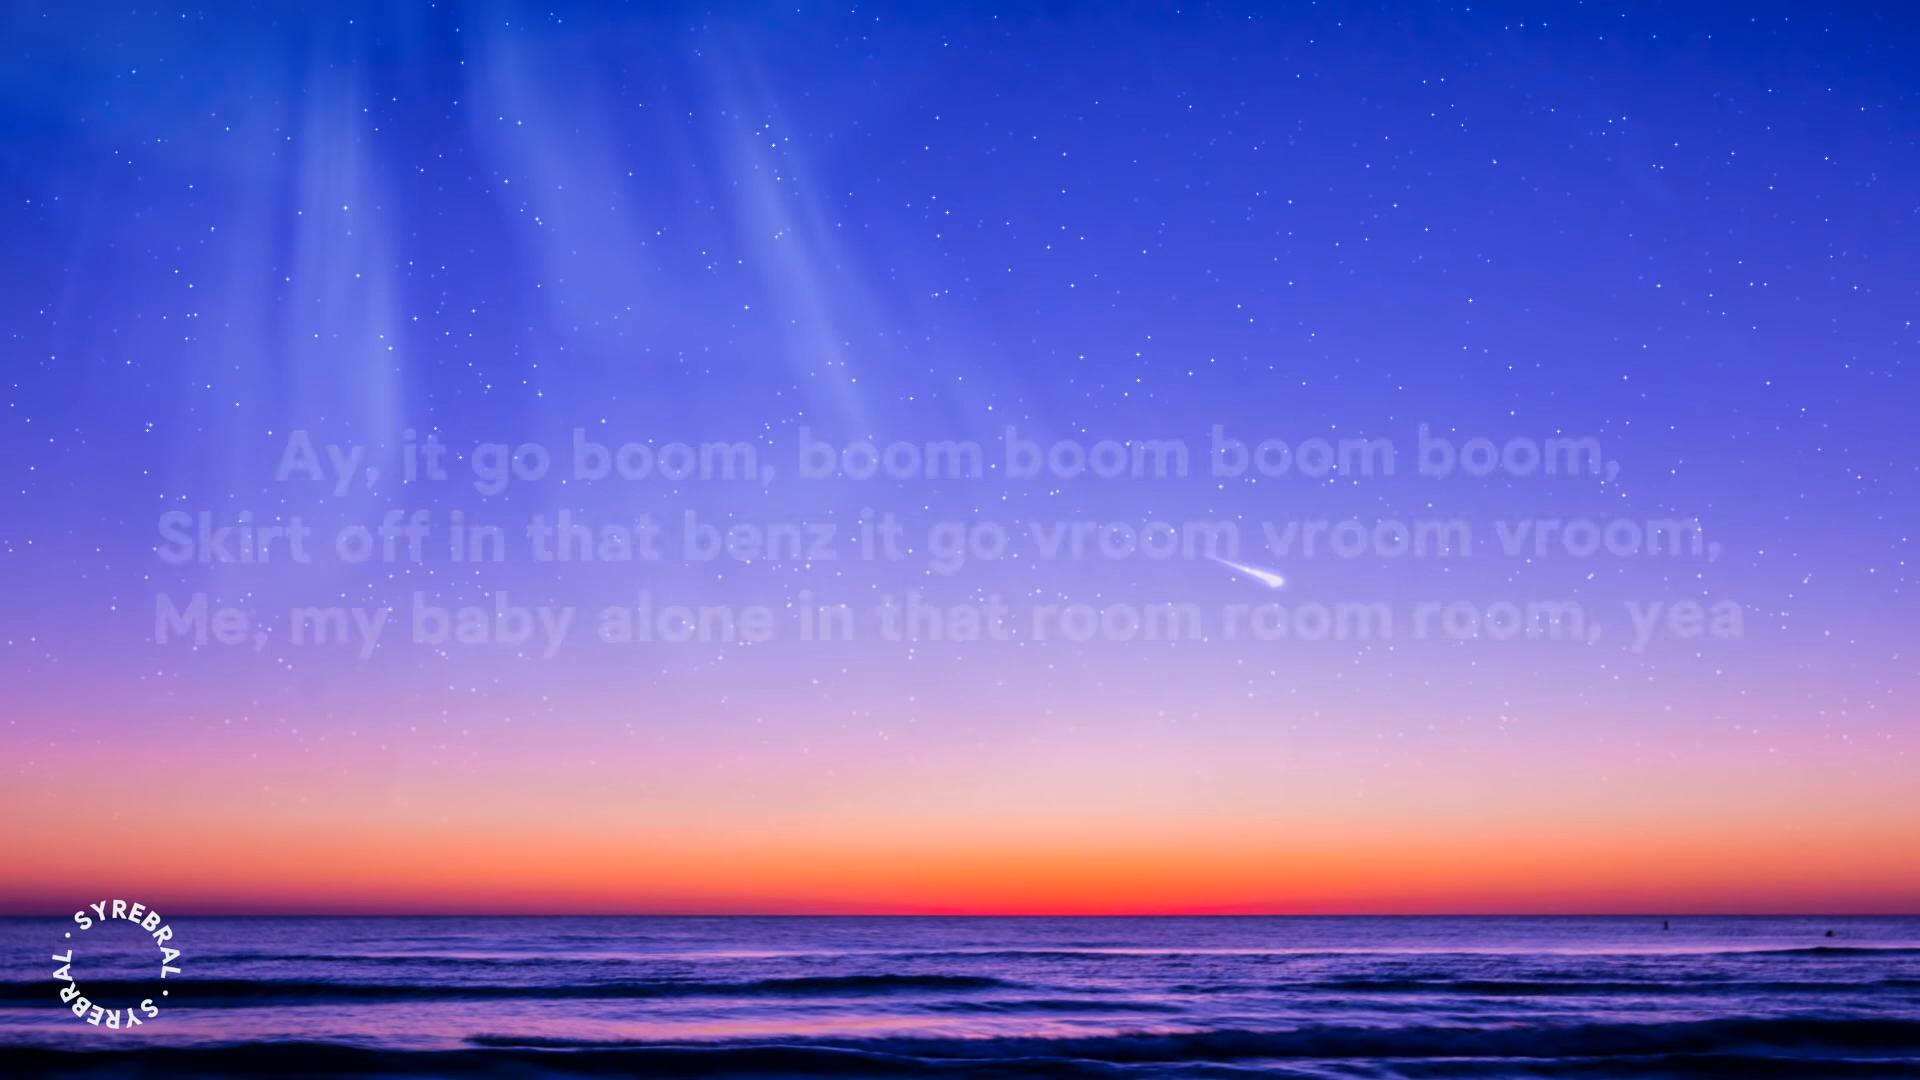 Ay, it go boom, boom boom boom boom,
Skirt off in that benz it go vroom vroom vroom,
Me, my baby alone in that room room room, yea
SYREBRAL · SYREBRAL ·